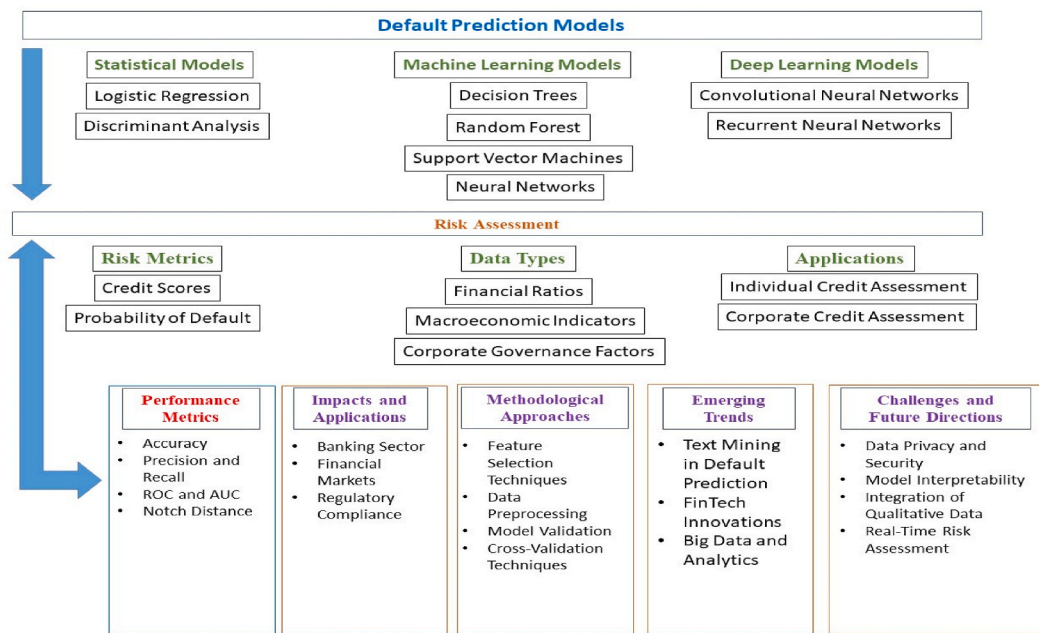 Default Prediction Models
Statistical Models
Logistic Regression
Discriminant Analysis
Machine Learning Models
Decision Trees
Random Forest
Support Vector Machines
Neural Networks
Deep Learning Models
Convolutional Neural Networks
Recurrent Neural Networks
Risk Assessment
Risk Metrics
Credit Scores
Probability of Default
Data Types
Financial Ratios
Macroeconomic Indicators
Corporate Governance Factors
Applications
Individual Credit Assessment
Corporate Credit Assessment
Performance
Metrics
• Accuracy
• Precision and
Recall
• ROC and AUC
• Notch Distance
Impacts and
Applications
• Banking Sector
• Financial
Markets
• Regulatory
Compliance
Methodological
Approaches
• Feature
Selection
Techniques
• Data
Preprocessing
• Model Validation
• Cross-Validation
Techniques
Emerging
Trends
• Text Mining
in Default
Prediction
• FinTech
Innovations
• Big Data and
Analytics
Challenges and
Future Directions
• Data Privacy and
Security
• Model Interpretability
• Integration of
Qualitative Data
• Real-Time Risk
Assessment